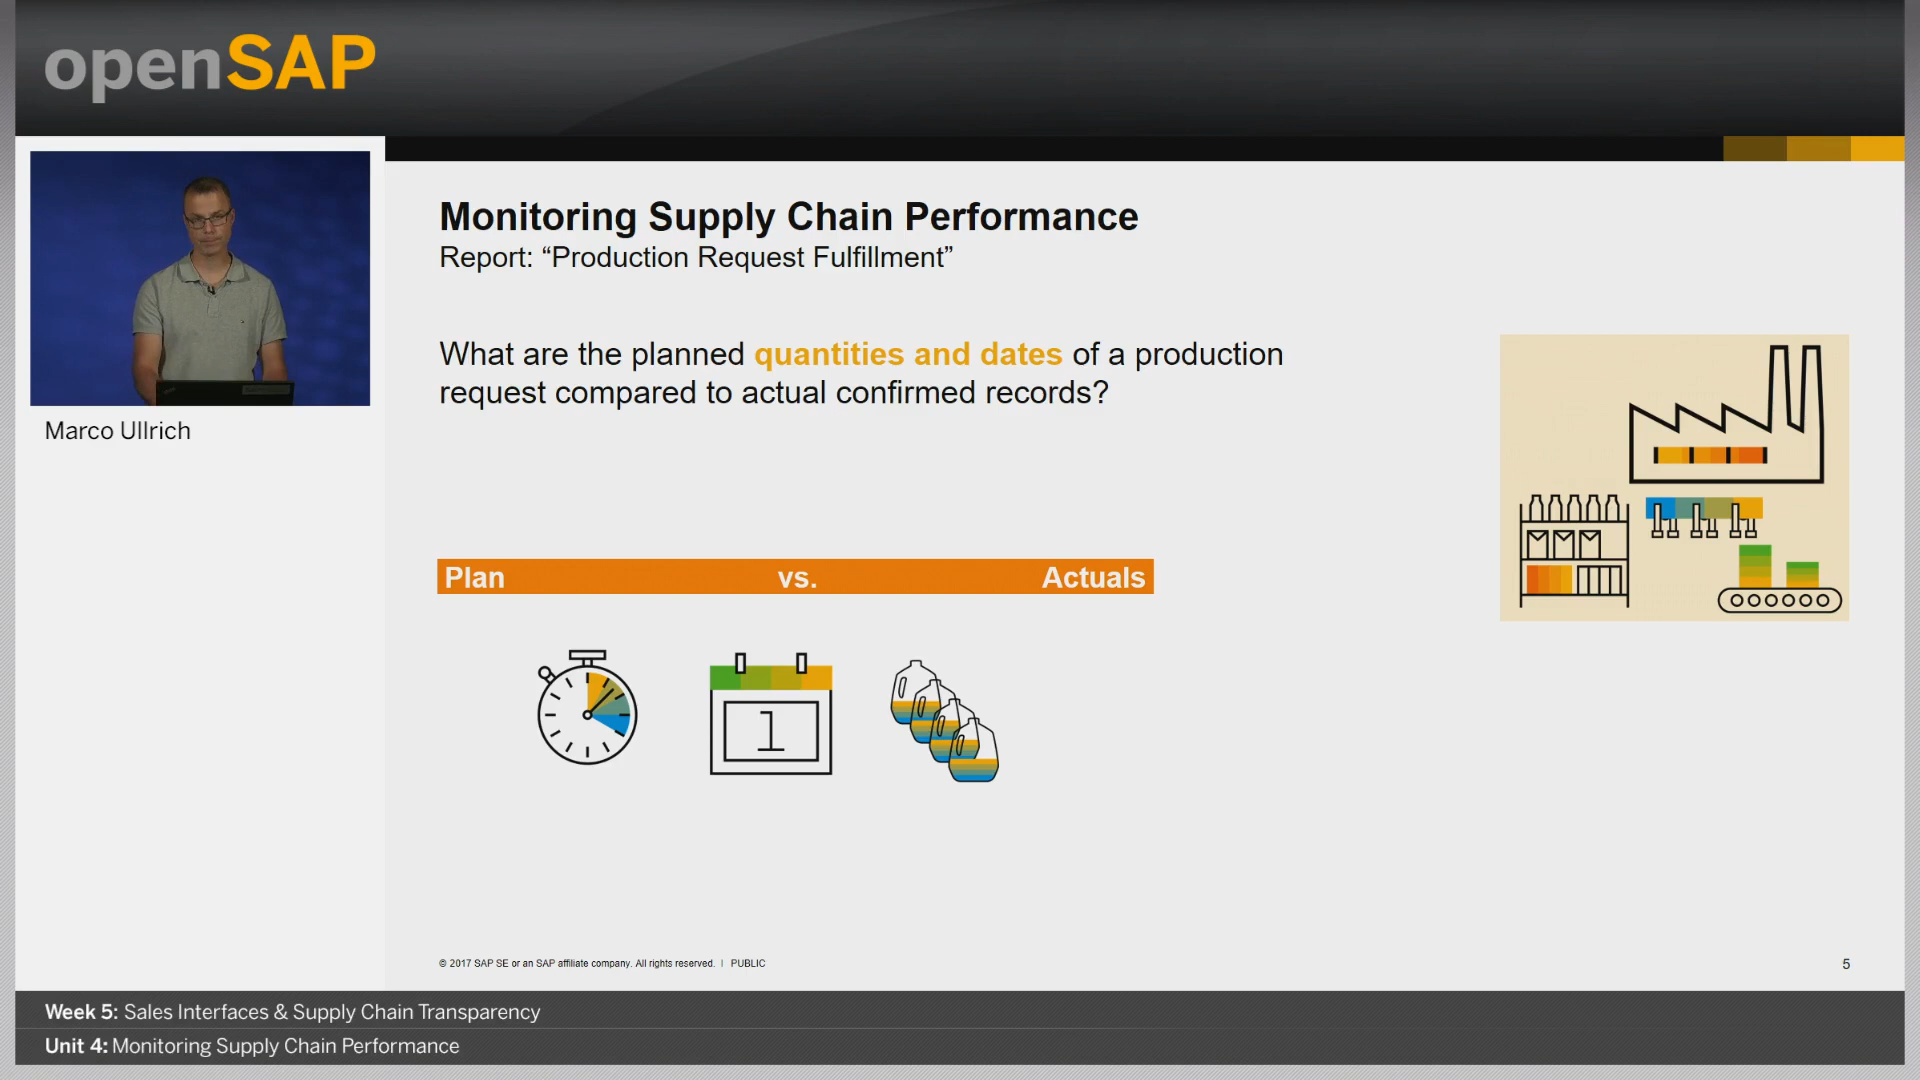 openSAP
Marco Ullrich
Monitoring Supply Chain Performance
Report: “Production Request Fulfillment”
What are the planned quantities and dates of a production
request compared to actual confirmed records?
Plan vs. Actuals
1
© 2017 SAP SE or an SAP affiliate company. All rights reserved. | PUBLIC
5
Week 5: Sales Interfaces & Supply Chain Transparency
Unit 4: Monitoring Supply Chain Performance